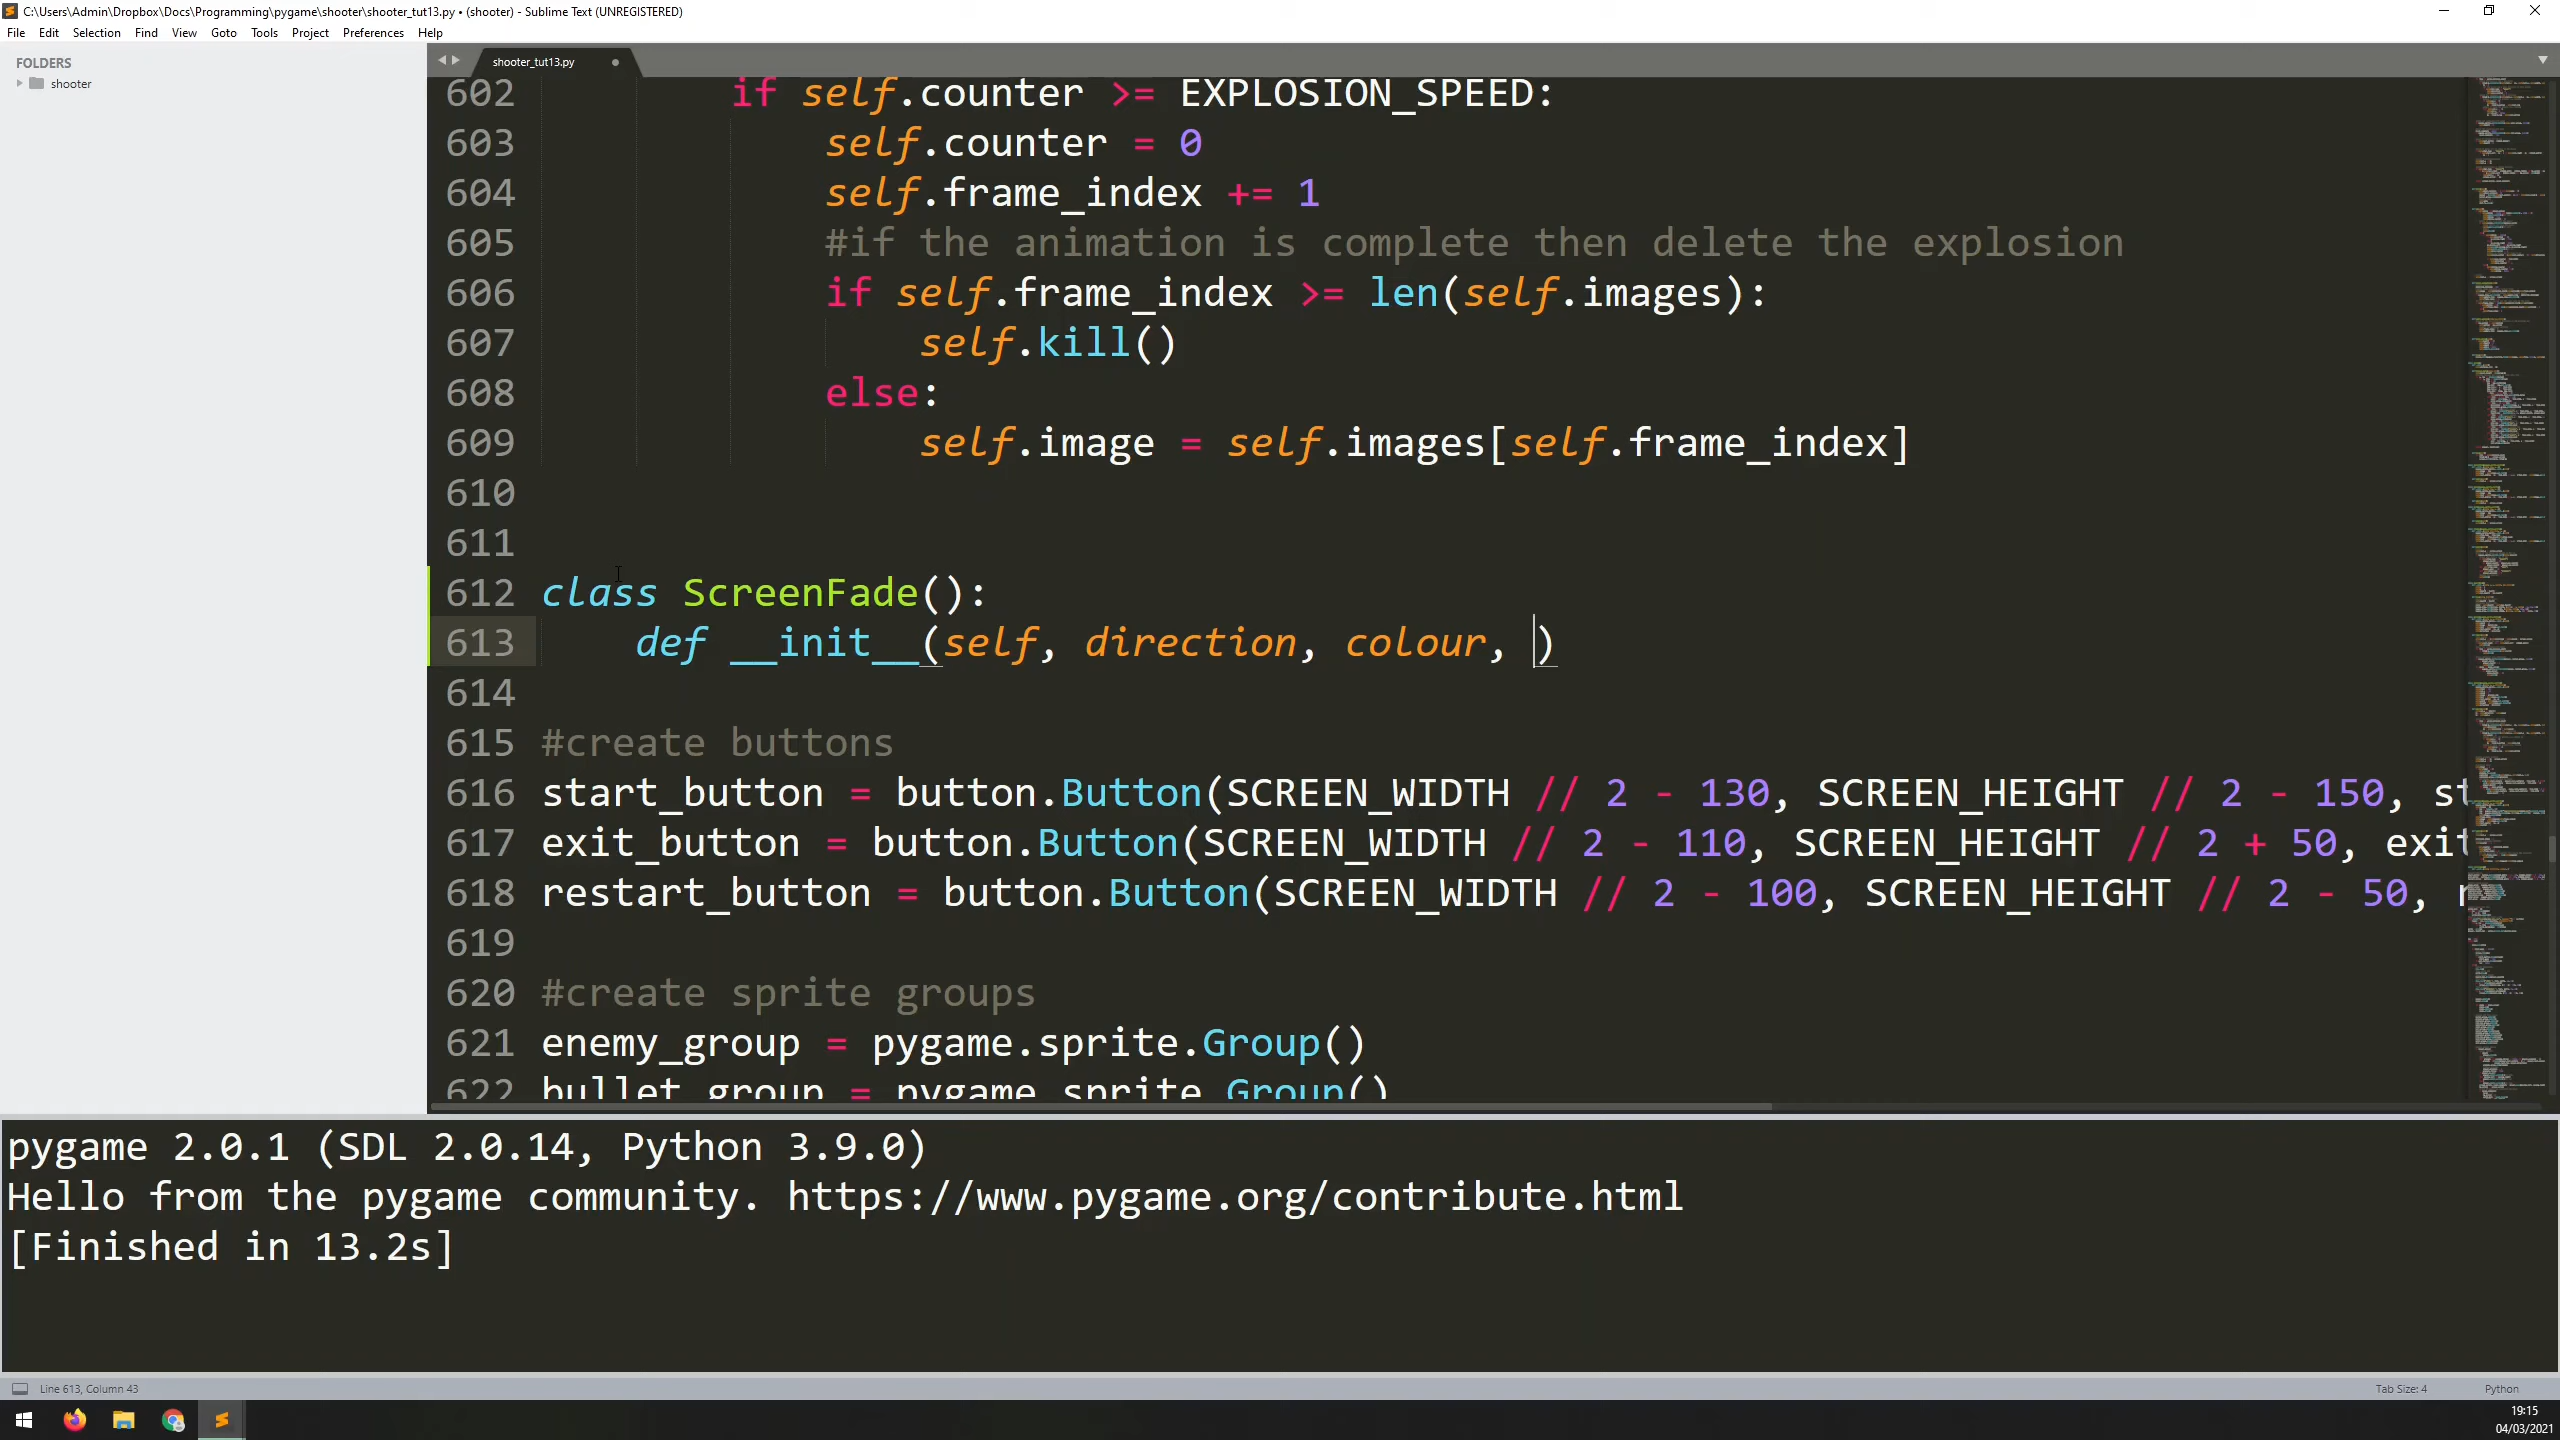 C:\Users\Admin\Dropbox\Docs\Programming\pygame\shooter\shooter_tut13.py • (shooter) - Sublime Text (UNREGISTERED)
File Edit Selection Find View Goto Tools Project Preferences Help
FOLDERS
shooter
shooter_tut13.py
602 if self.counter >= EXPLOSION_SPEED:
603 self.counter = 0
604 self.frame_index += 1
605 #if the animation is complete then delete the explosion
606 if self.frame_index >= len(self.images):
607 self.kill()
608 else:
609 self.image = self.images[self.frame_index]
610
611
612 class ScreenFade():
613 def __init__(self, direction, colour, )
614
615 #create buttons
616 start_button = button.Button(SCREEN_WIDTH // 2 - 130, SCREEN_HEIGHT // 2 - 150, st
617 exit_button = button.Button(SCREEN_WIDTH // 2 - 110, SCREEN_HEIGHT // 2 + 50, exit
618 restart_button = button.Button(SCREEN_WIDTH // 2 - 100, SCREEN_HEIGHT // 2 - 50, r
619
620 #create sprite groups
621 enemy_group = pygame.sprite.Group()
622 bullet_group = pygame.sprite.Group()
pygame 2.0.1 (SDL 2.0.14, Python 3.9.0)
Hello from the pygame community. https://www.pygame.org/contribute.html
[Finished in 13.2s]
Line 613, Column 43
Tab Size: 4
Python
19:15
04/03/2021